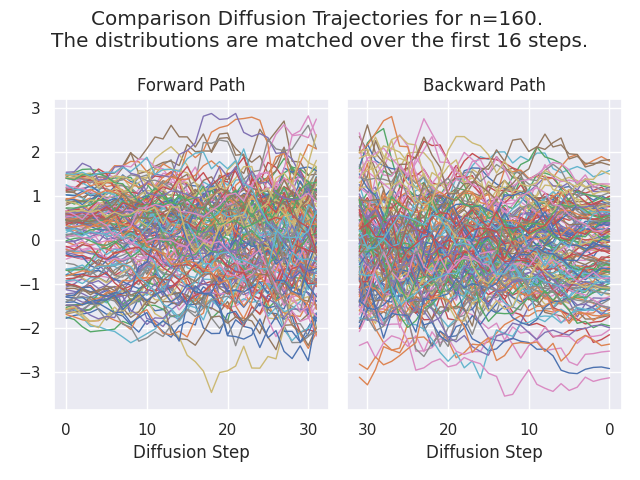 Comparison Diffusion Trajectories for n=160.
The distributions are matched over the first 16 steps.
Forward Path
Backward Path
3
2
1
0
−1
−2
−3
0 10 20 30
30 20 10 0
Diffusion Step
Diffusion Step